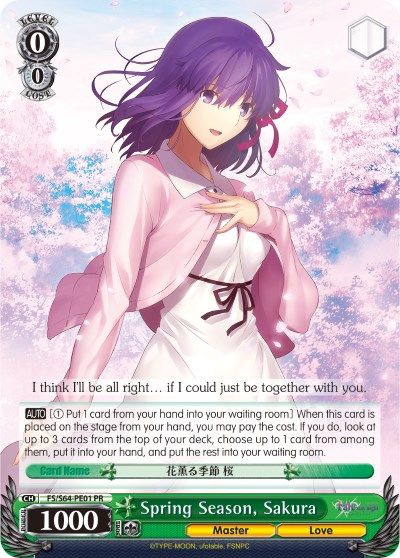 LEVEL
0
0
COST
I think I'll be all right... if I could just be together with you.
AUTO [① Put 1 card from your hand into your waiting room] When this card is
placed on the stage from your hand, you may pay the cost. If you do, look at
up to 3 cards from the top of your deck, choose up to 1 card from among
them, put it into your hand, and put the rest into your waiting room.
Card Name 花薫る季節 桜
CH FS/S64-PE01 PR
Spring Season, Sakura
1000
Master Love
©TYPE-MOON, ufotable, FSNPC